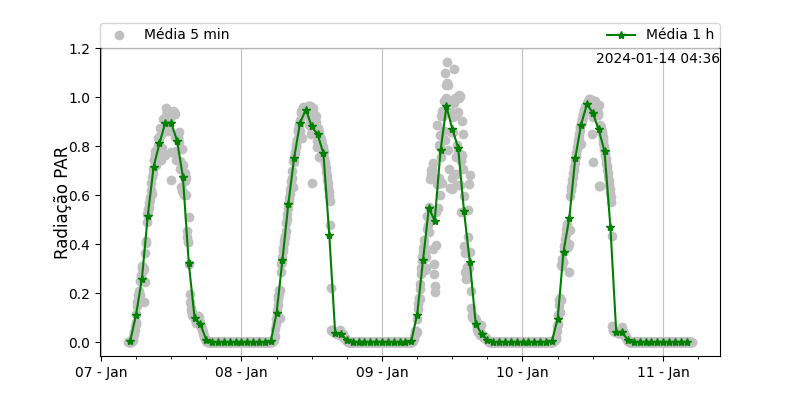 Média 5 min
Média 1 h
2024-01-14 04:36
Radiação PAR
1.2
1.0
0.8
0.6
0.4
0.2
0.0
07 - Jan
08 - Jan
09 - Jan
10 - Jan
11 - Jan